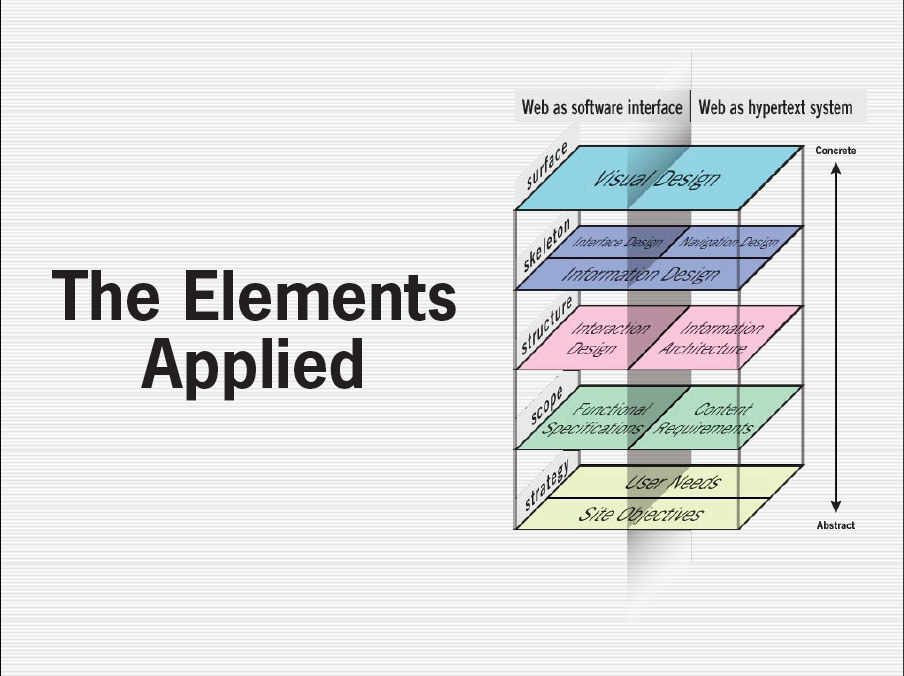 The Elements
Applied
Web as software interface
Web as hypertext system
Concrete
surface
Visual Design
skeleton
Interface Design
Navigation Design
Information Design
structure
Interaction
Design
Information
Architecture
scope
Functional
Specifications
Content
Requirements
strategy
User Needs
Site Objectives
Abstract